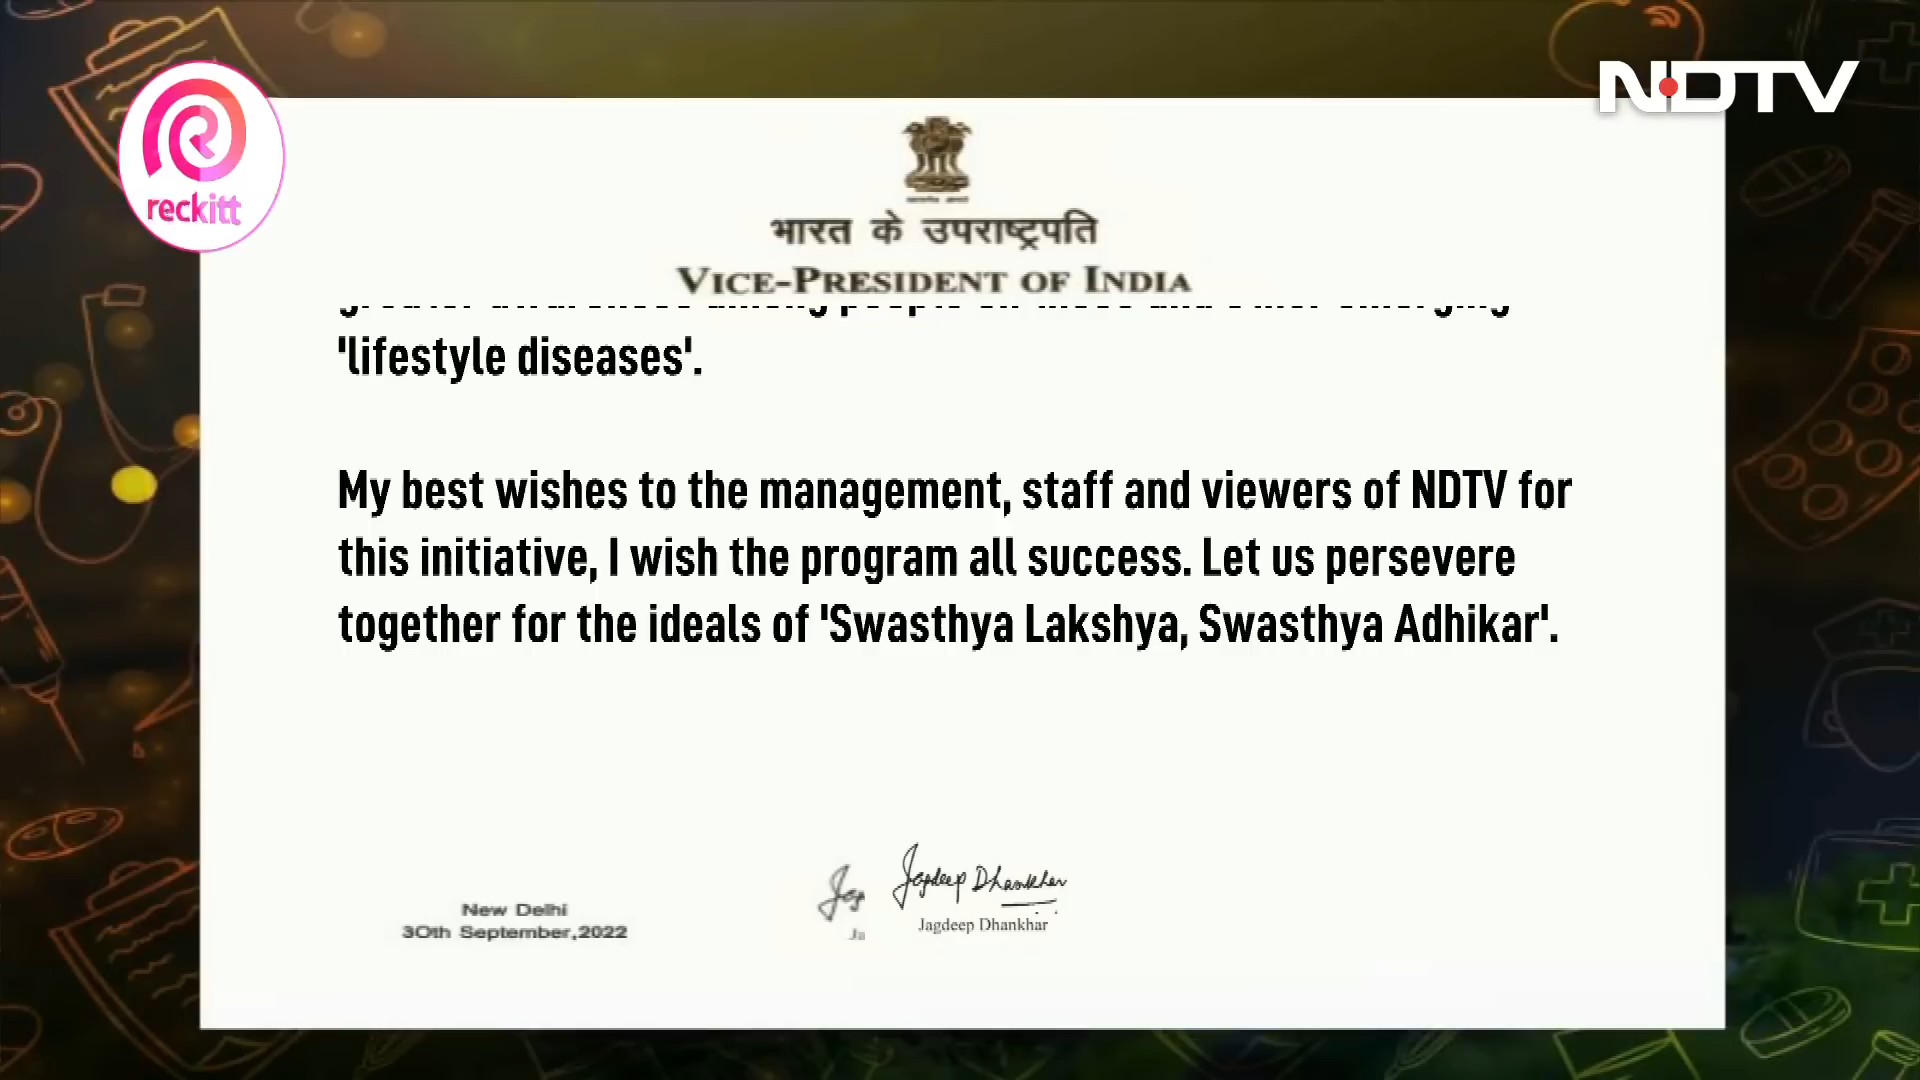 reckitt
NDTV
भारत के उपराष्ट्रपति
VICE-PRESIDENT OF INDIA
'lifestyle diseases'.
My best wishes to the management, staff and viewers of NDTV for
this initiative, I wish the program all success. Let us persevere
together for the ideals of 'Swasthya Lakshya, Swasthya Adhikar'.
Jagdeep Dhankhar
Jagdeep Dhankhar
New Delhi
30th September,2022